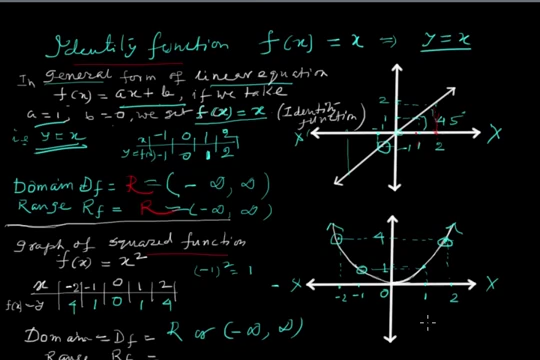 Identity function f(x) = x ⇒ y = x
In general form of linear equation
f(x) = ax + b, if we take
a = 1, b = 0, we get f(x) = x (Identity function)
i.e y = x
x | -1 | 0 | 1 | 2
y = f(x) | -1 | 0 | 1 | 2
Domain Df = R = (-∞, ∞)
Range Rf = R = (-∞, ∞)
2
1
-1
1 2
45°
X' X
Graph of squared function
f(x) = x²
(-1)² = 1
x | -2 | -1 | 0 | 1 | 2
f(x) = y | 4 | 1 | 0 | 1 | 4
Domain = Df = R or (-∞, ∞)
Range Rf =
4
1
X' X
-2 -1 0 1 2